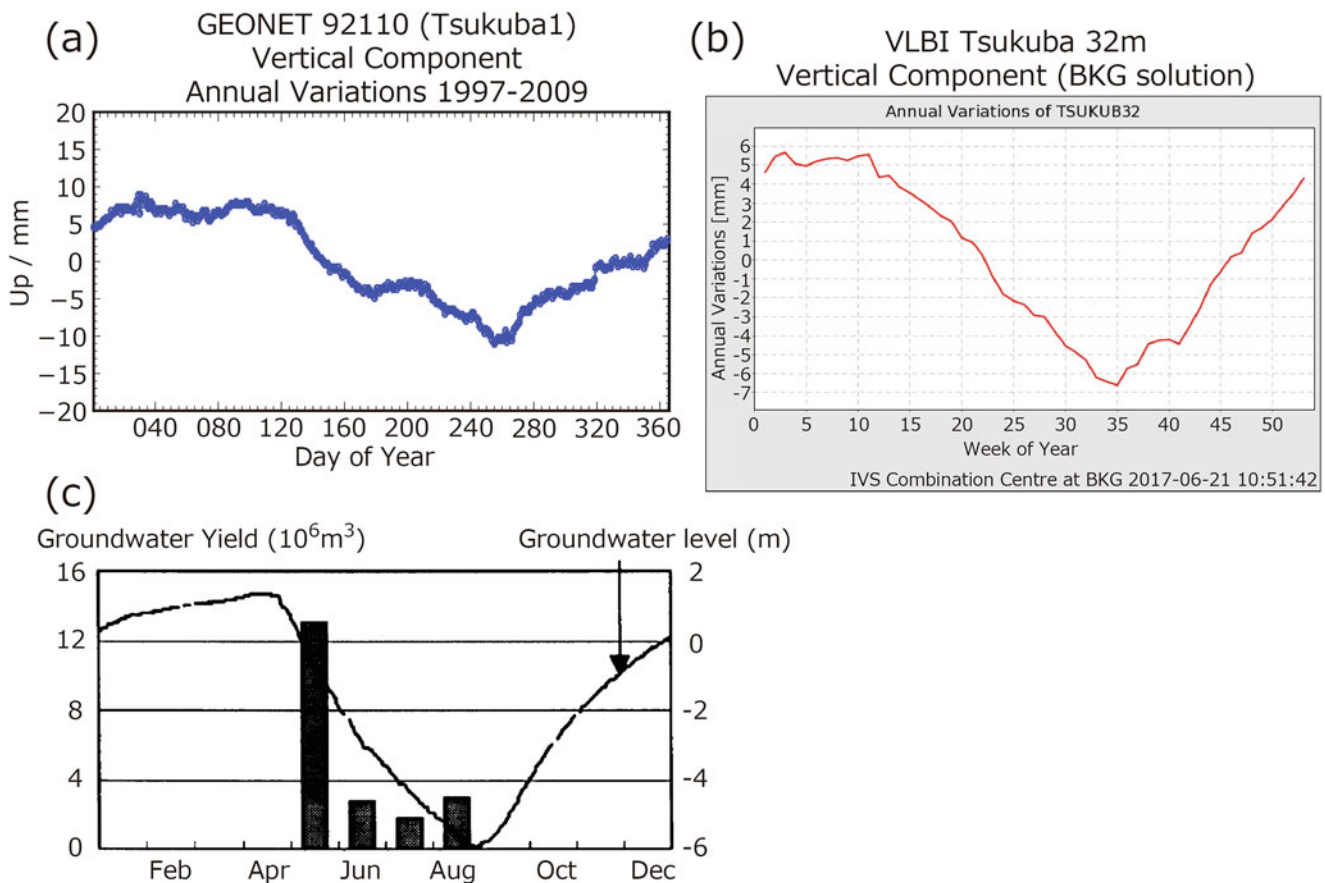 (a)
GEONET 92110 (Tsukuba1)
Vertical Component
Annual Variations 1997-2009
20
15
10
5
0
−5
−10
−15
−20
Up / mm
040 080 120 160 200 240 280 320 360
Day of Year
(b)
VLBI Tsukuba 32m
Vertical Component (BKG solution)
Annual Variations of TSUKUB32
6
5
4
3
2
1
0
-1
-2
-3
-4
-5
-6
-7
Annual Variations [mm]
0 5 10 15 20 25 30 35 40 45 50
Week of Year
IVS Combination Centre at BKG 2017-06-21 10:51:42
(c)
Groundwater Yield (10⁶m³)
Groundwater level (m)
16
12
8
4
0
2
0
-2
-4
-6
Feb Apr Jun Aug Oct Dec